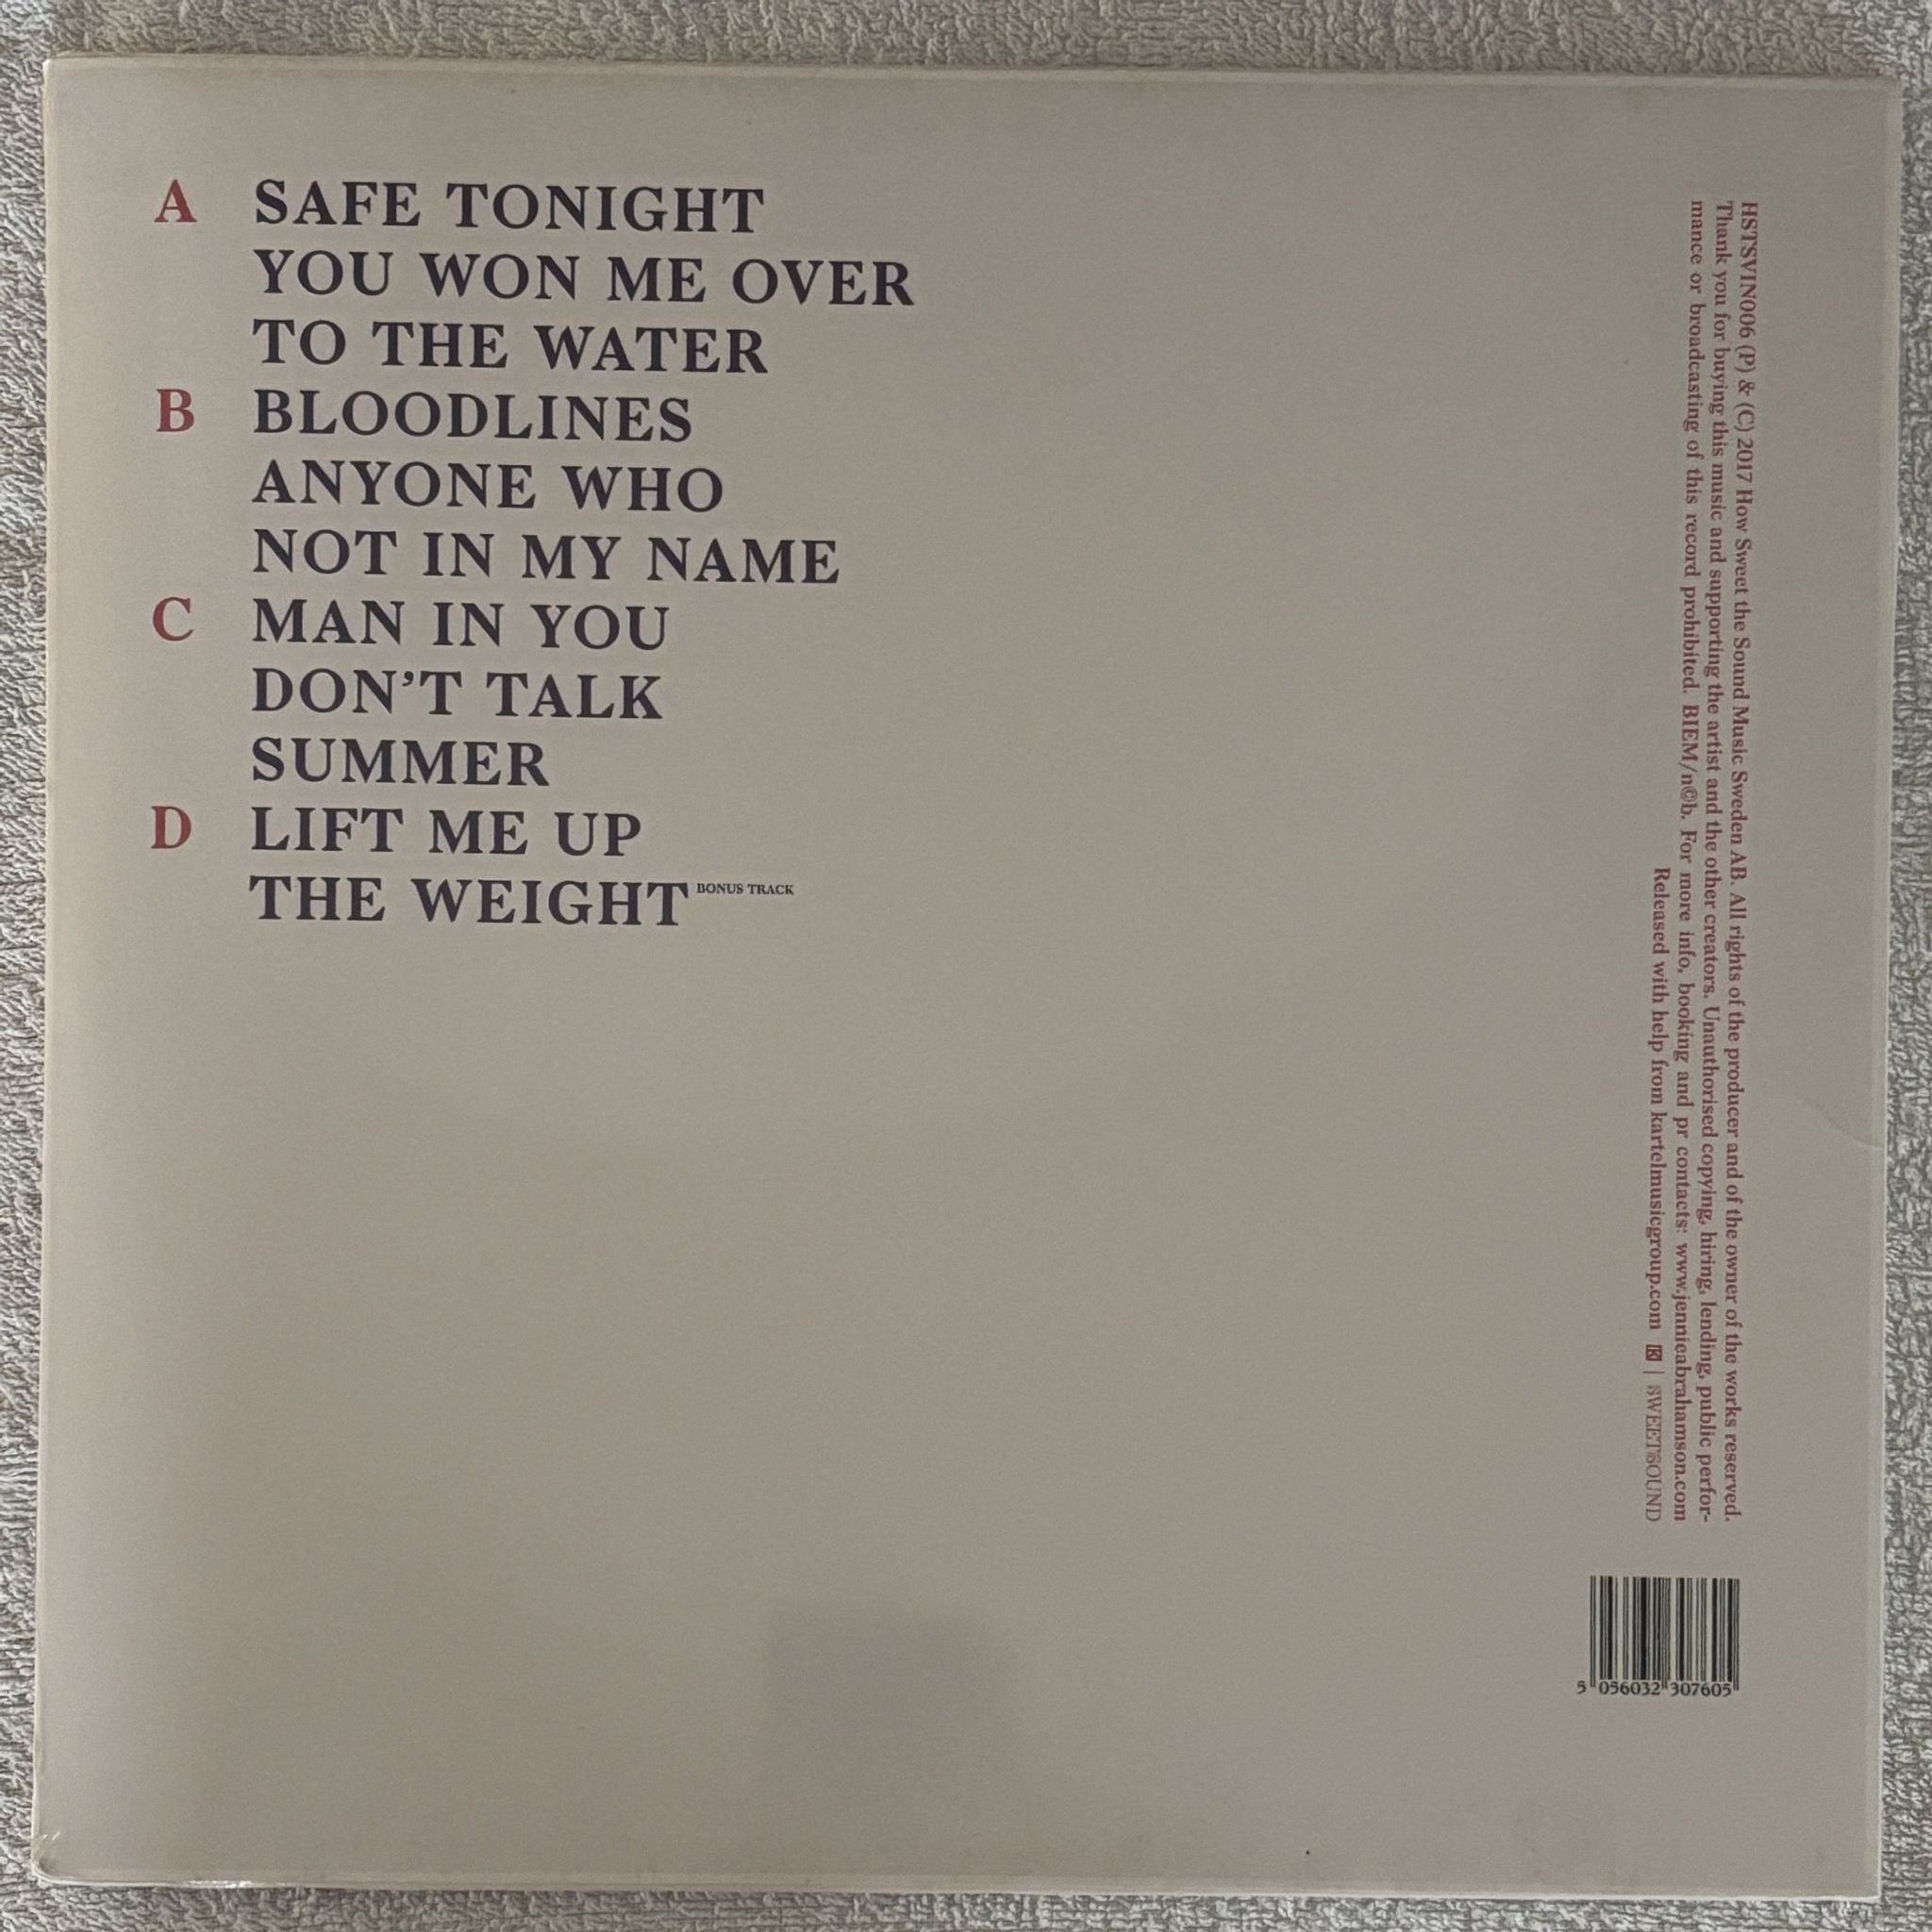 A SAFE TONIGHT
YOU WON ME OVER
TO THE WATER
B BLOODLINES
ANYONE WHO
NOT IN MY NAME
C MAN IN YOU
DON'T TALK
SUMMER
D LIFT ME UP
THE WEIGHT BONUS TRACK
HSTSVIN006 (P) & (C) 2017 How Sweet the Sound Music Sweden AB. All rights of the producer and of the owner of the works reserved.
Thank you for buying this music and supporting the artist and the other creators. Unauthorised copying, hiring, lending, public perfor-
mance or broadcasting of this record prohibited. BIEM/n©b. For more info, booking and pr contacts: www.jennieabrahamson.com
Released with help from kartelmusicgroup.com K | SWEETSOUND
5 056032 307605